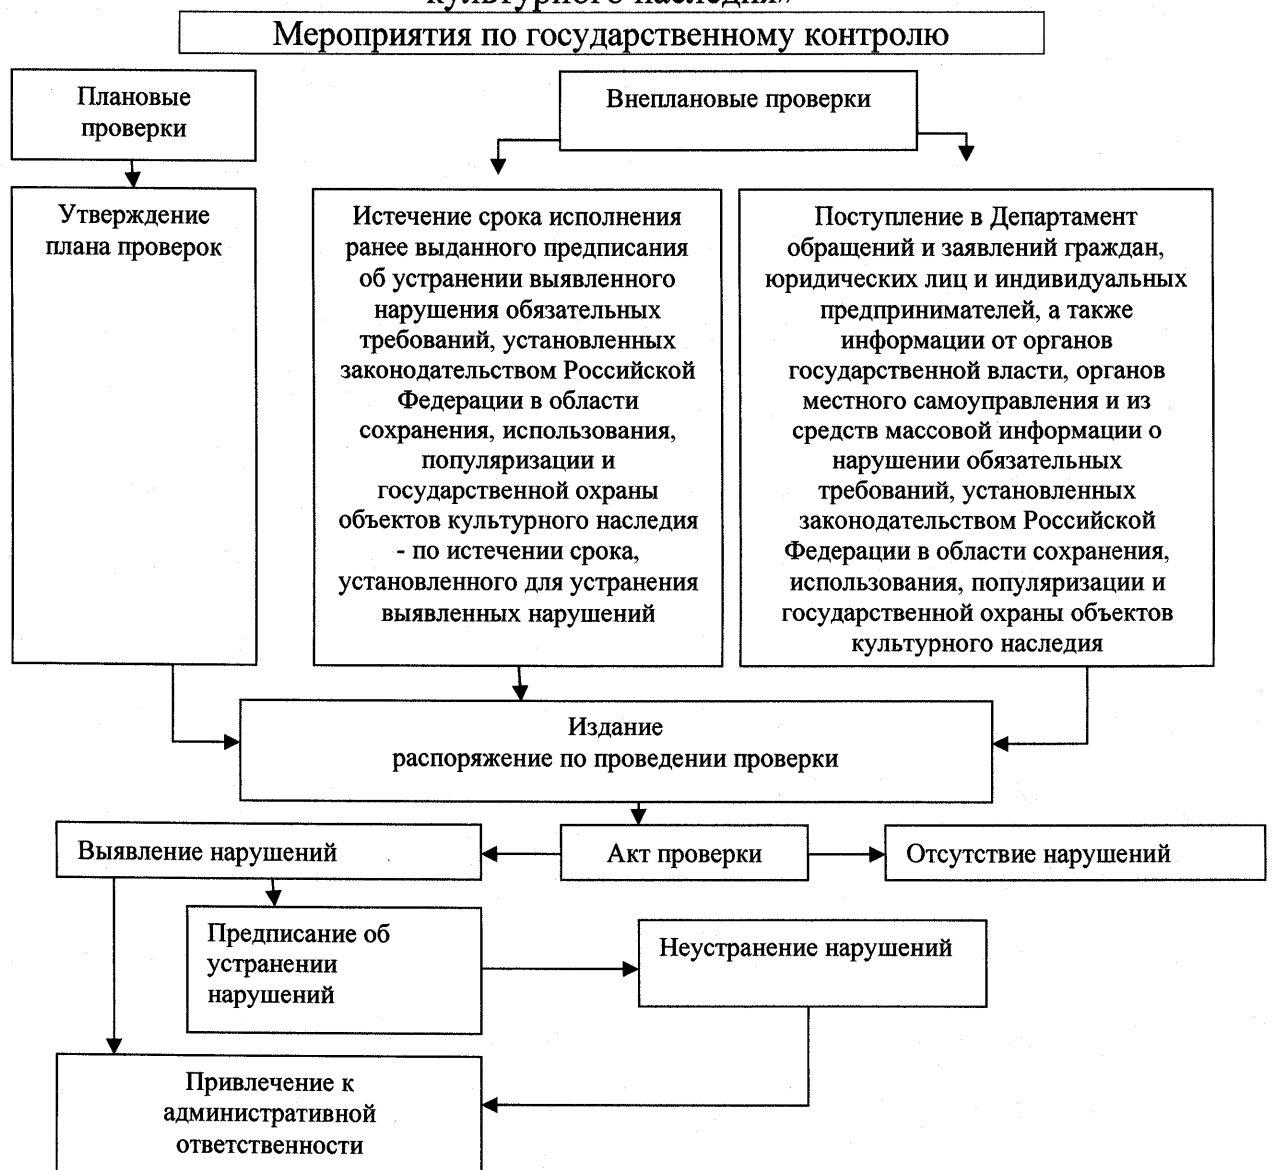 культурного наследия»
Мероприятия по государственному контролю
Плановые
проверки
Внеплановые проверки
Утверждение
плана проверок
Истечение срока исполнения
ранее выданного предписания
об устранении выявленного
нарушения обязательных
требований, установленных
законодательством Российской
Федерации в области
сохранения, использования,
популяризации и
государственной охраны
объектов культурного наследия
- по истечении срока,
установленного для устранения
выявленных нарушений
Поступление в Департамент
обращений и заявлений граждан,
юридических лиц и индивидуальных
предпринимателей, а также
информации от органов
государственной власти, органов
местного самоуправления и из
средств массовой информации о
нарушении обязательных
требований, установленных
законодательством Российской
Федерации в области сохранения,
использования, популяризации и
государственной охраны объектов
культурного наследия
Издание
распоряжение по проведении проверки
Выявление нарушений
Акт проверки
Отсутствие нарушений
Предписание об
устранении
нарушений
Неустранение нарушений
Привлечение к
административной
ответственности